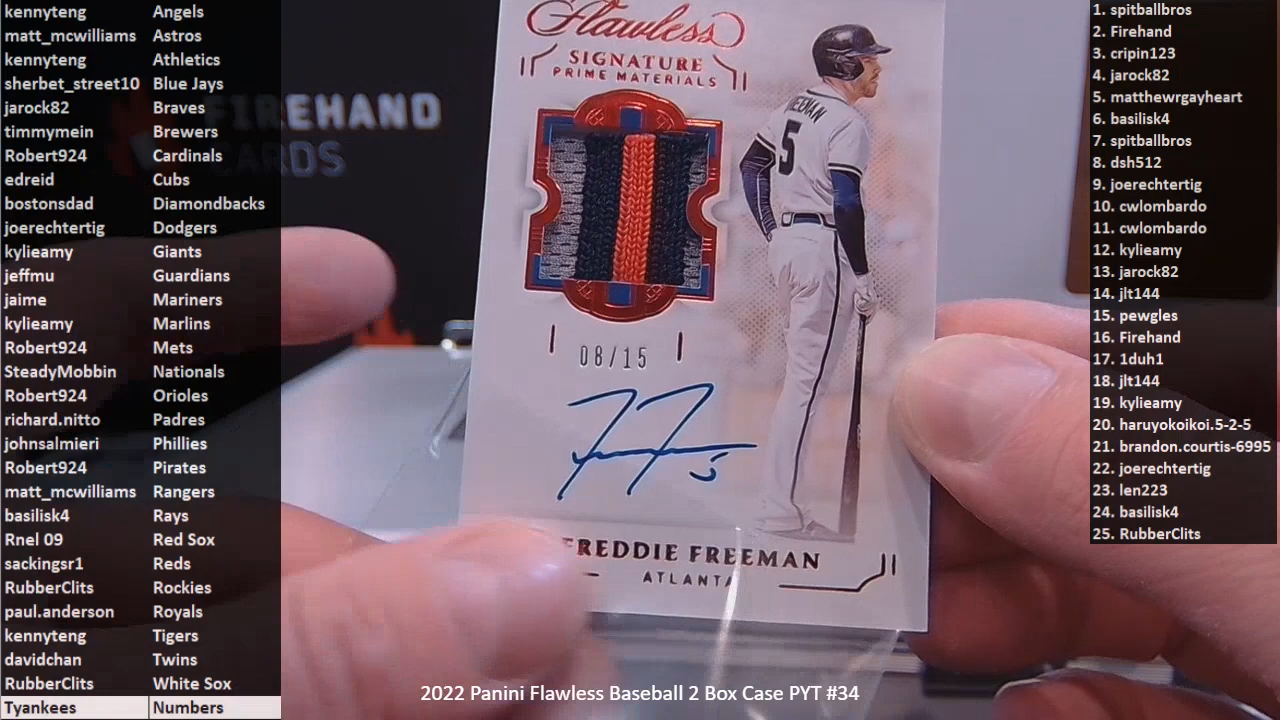 kennyteng Angels
matt_mcwilliams Astros
kennyteng Athletics
sherbet_street10 Blue Jays
jarock82 Braves
timmymein Brewers
Robert924 Cardinals
edreid Cubs
bostonsdad Diamondbacks
joerechtertig Dodgers
kylieamy Giants
jeffmu Guardians
jaime Mariners
kylieamy Marlins
Robert924 Mets
SteadyMobbin Nationals
Robert924 Orioles
richard.nitto Padres
johnsalmieri Phillies
Robert924 Pirates
matt_mcwilliams Rangers
basilisk4 Rays
Rnel 09 Red Sox
sackingsr1 Reds
RubberClits Rockies
paul.anderson Royals
kennyteng Tigers
davidchan Twins
RubberClits White Sox
Tyankees Numbers
FIREHAND
CARDS
Flawless
SIGNATURE
PRIME MATERIALS
FREEMAN
5
08/15
FREDDIE FREEMAN
ATLANTA
2022 Panini Flawless Baseball 2 Box Case PYT #34
1. spitballbros
2. Firehand
3. cripin123
4. jarock82
5. matthewrgayheart
6. basilisk4
7. spitballbros
8. dsh512
9. joerechtertig
10. cwlombardo
11. cwlombardo
12. kylieamy
13. jarock82
14. jlt144
15. pewgles
16. Firehand
17. 1duh1
18. jlt144
19. kylieamy
20. haruyokoikoi.5-2-5
21. brandon.courtis-6995
22. joerechtertig
23. len223
24. basilisk4
25. RubberClits